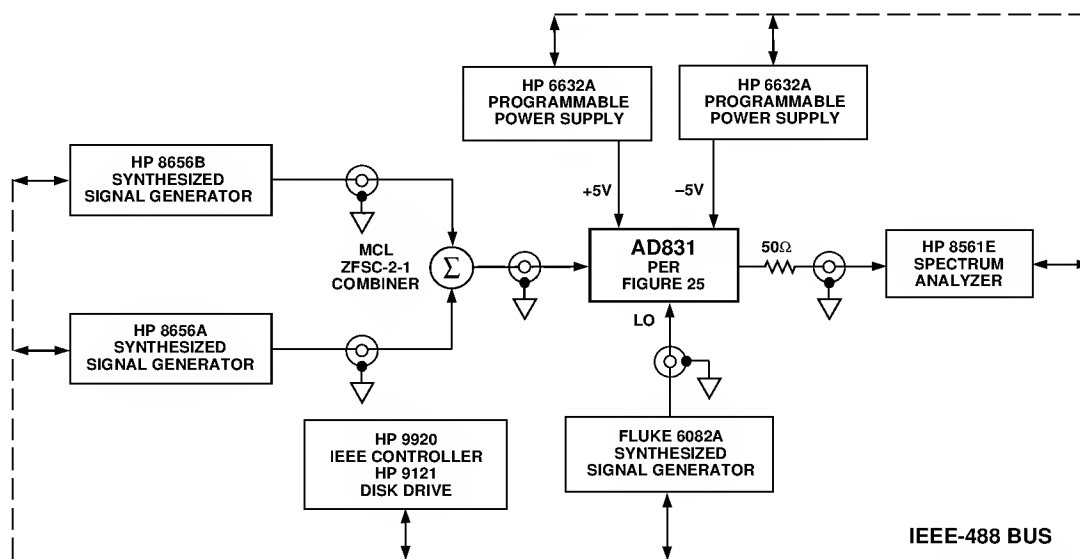 HP 6632A
PROGRAMMABLE
POWER SUPPLY
HP 6632A
PROGRAMMABLE
POWER SUPPLY
HP 8656B
SYNTHESIZED
SIGNAL GENERATOR
+5V
–5V
MCL
ZFSC-2-1
COMBINER
Σ
AD831
PER
FIGURE 25
50Ω
HP 8561E
SPECTRUM
ANALYZER
LO
HP 8656A
SYNTHESIZED
SIGNAL GENERATOR
HP 9920
IEEE CONTROLLER
HP 9121
DISK DRIVE
FLUKE 6082A
SYNTHESIZED
SIGNAL GENERATOR
IEEE-488 BUS